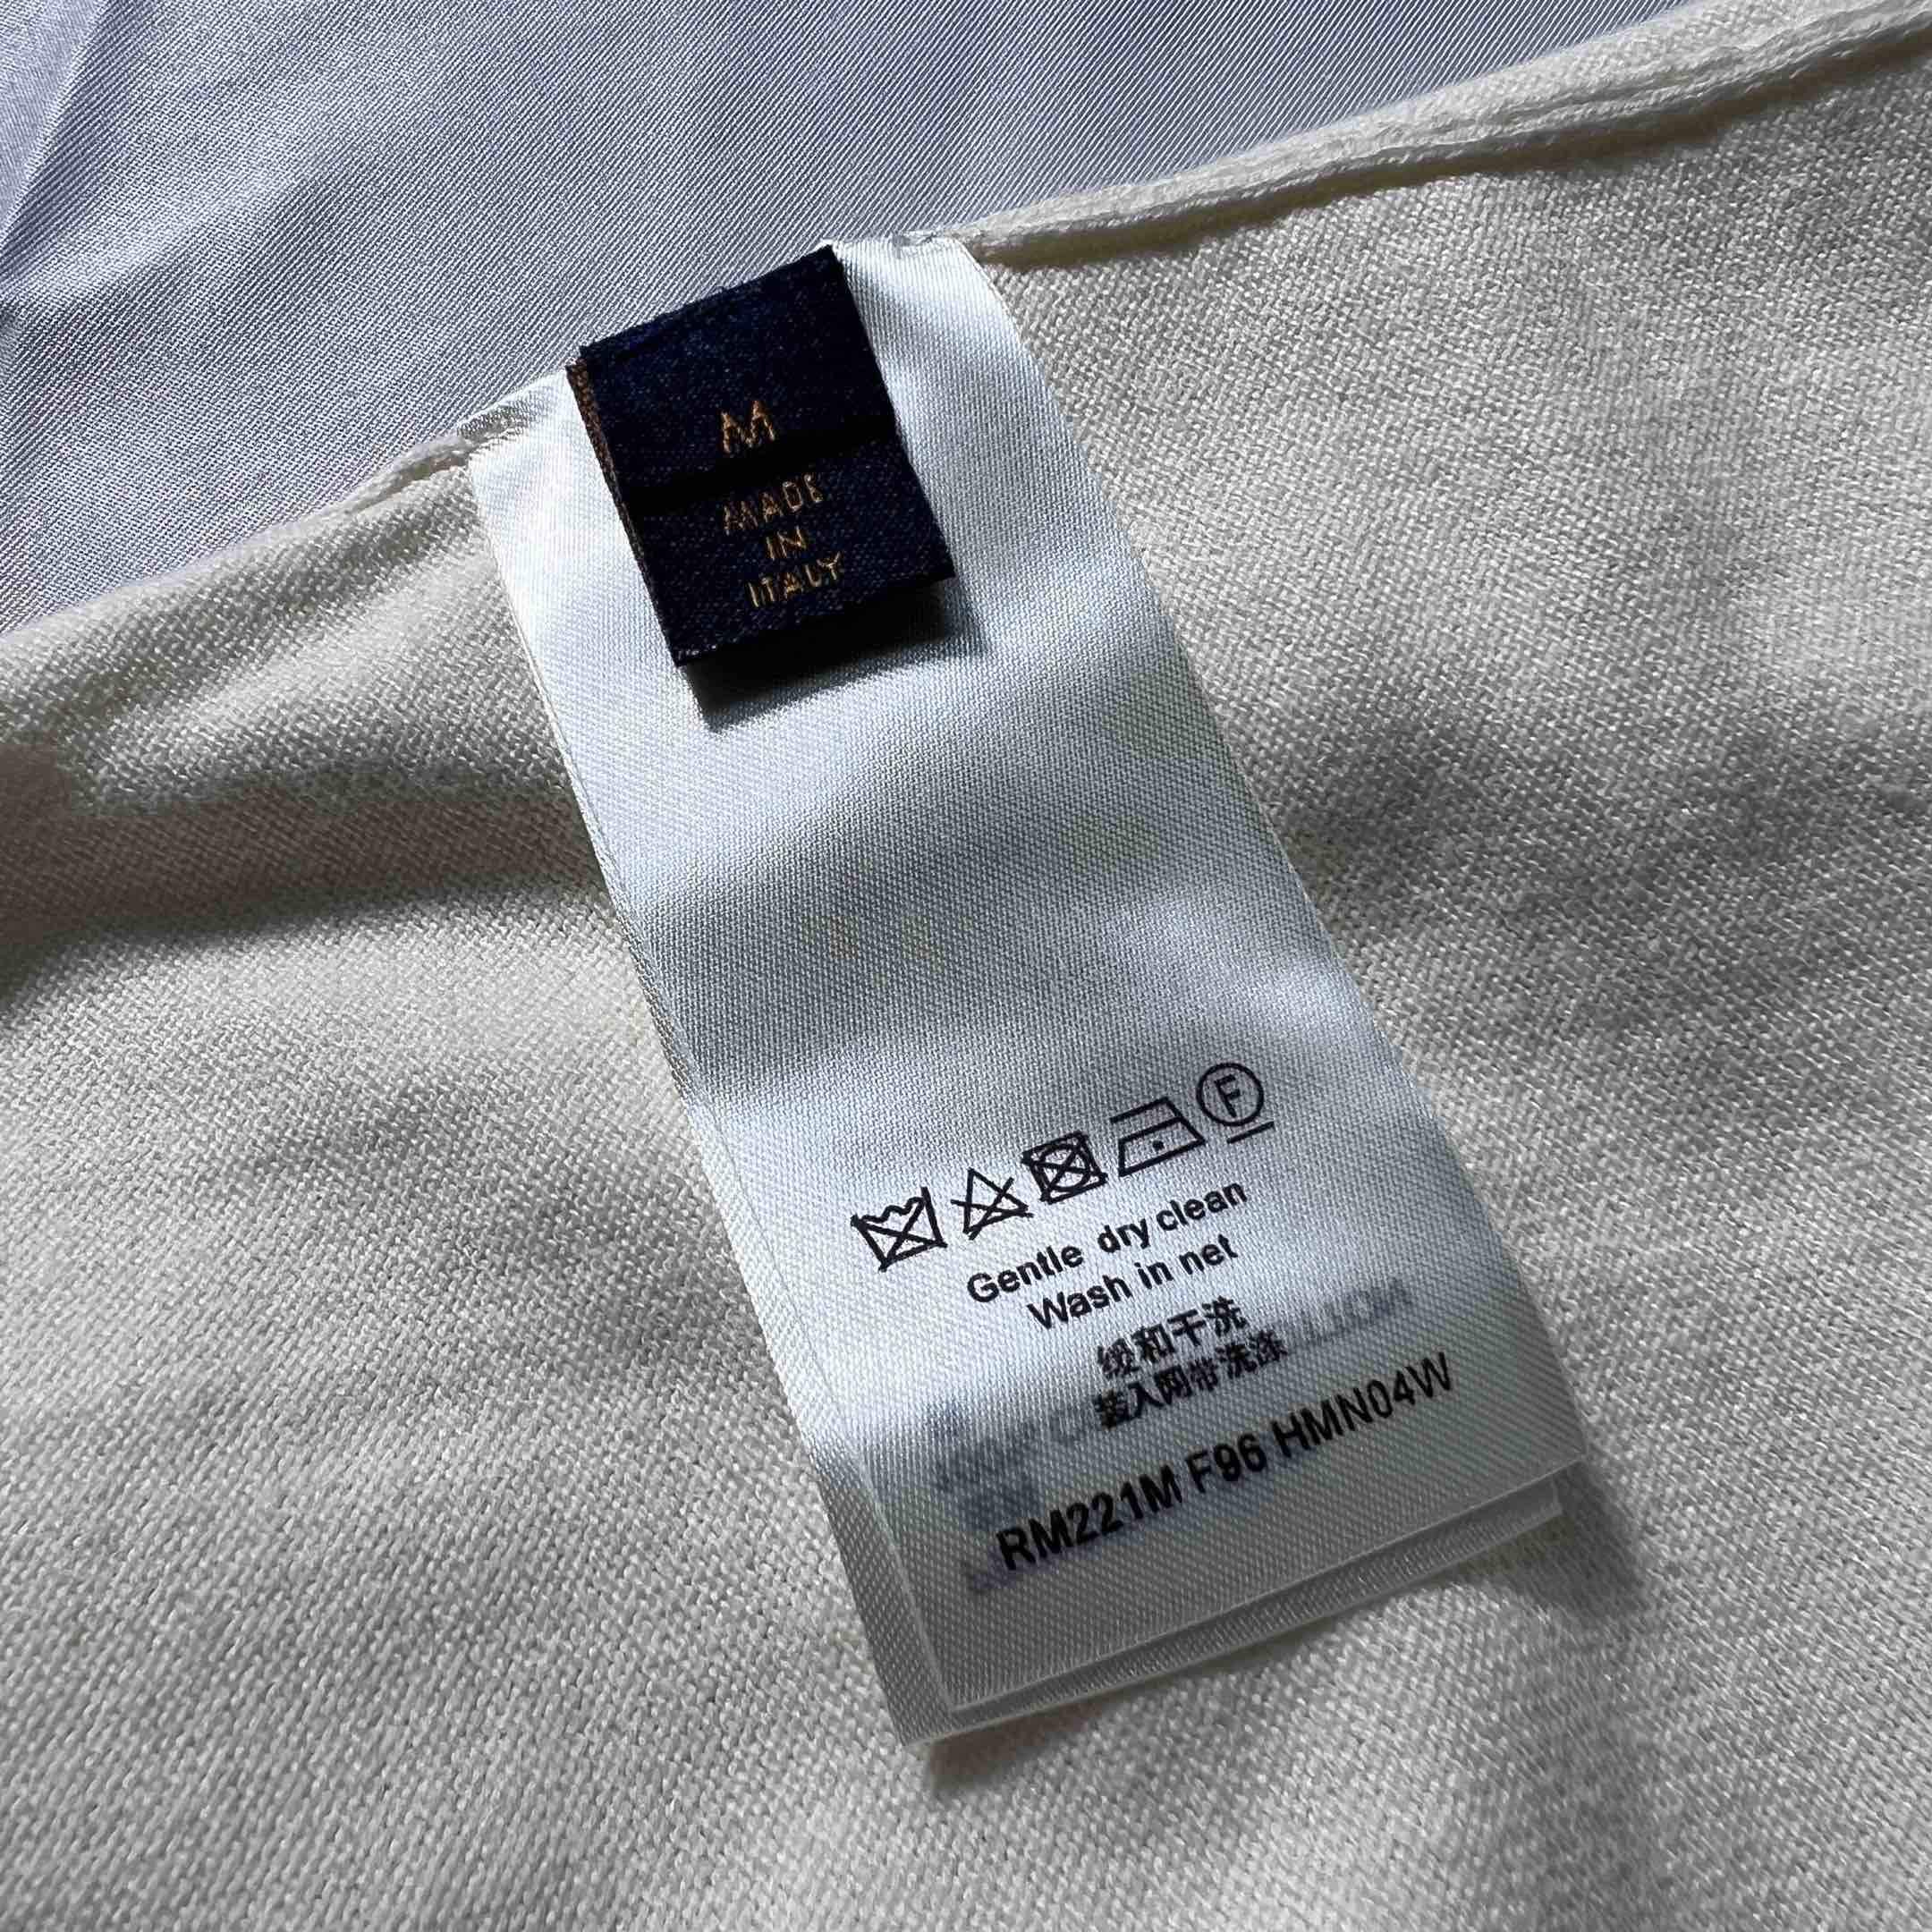 M
MADE
IN
ITALY
F
Gentle dry clean
Wash in net
缓和干洗
装入网带洗涤
RM221M F96 HMN04W